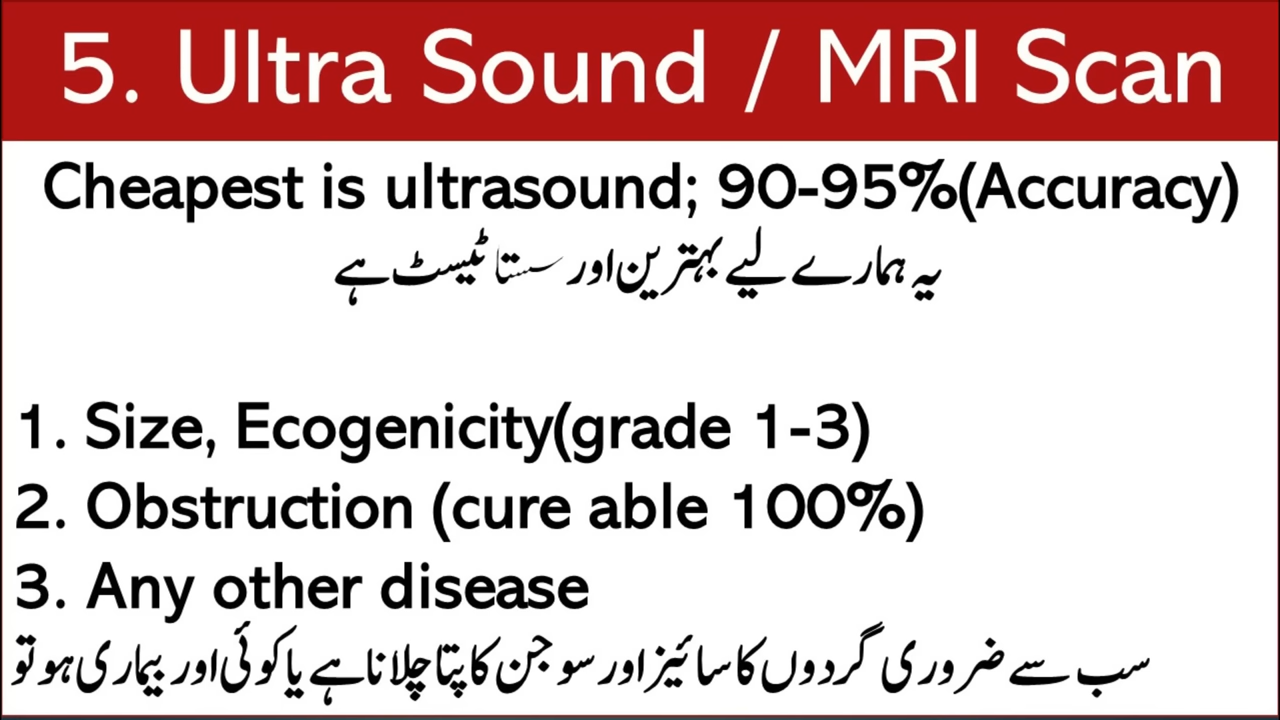 5. Ultra Sound / MRI Scan
Cheapest is ultrasound; 90-95%(Accuracy)
یہ ہمارے لیے بہترین اور سستا ٹیسٹ ہے
1. Size, Ecogenicity(grade 1-3)
2. Obstruction (cure able 100%)
3. Any other disease
سب سے ضروری گردوں کا سائیز اور سوجن کا پتا چلانا ہے یا کوئی اور بیماری ہو تو